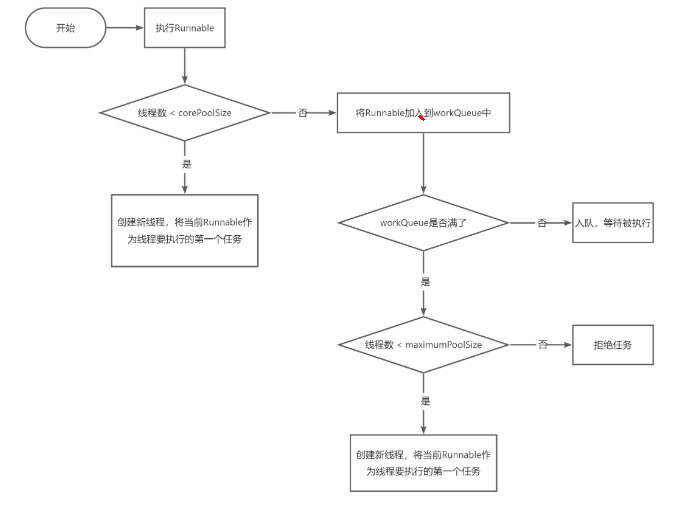 开始
执行Runnable
线程数 < corePoolSize
否
将Runnable加入到workQueue中
是
创建新线程，将当前Runnable作
为线程要执行的第一个任务
workQueue是否满了
否
入队，等待被执行
是
线程数 < maximumPoolSize
否
拒绝任务
是
创建新线程，将当前Runnable作
为线程要执行的第一个任务